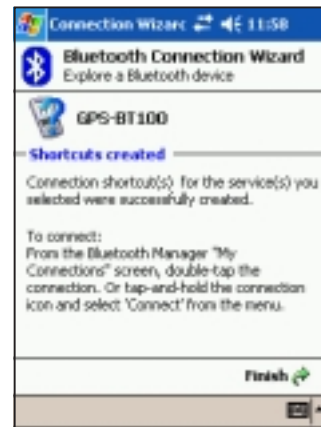 Connection Wizarc 11:58
Bluetooth Connection Wizard
Explore a Bluetooth device
GPS-BT100
Shortcuts created
Connection shortcut(s) for the service(s) you
selected were successfully created.
To connect:
From the Bluetooth Manager "My
Connections" screen, double-tap the
connection. Or tap-and-hold the connection
icon and select 'Connect' from the menu.
Finish